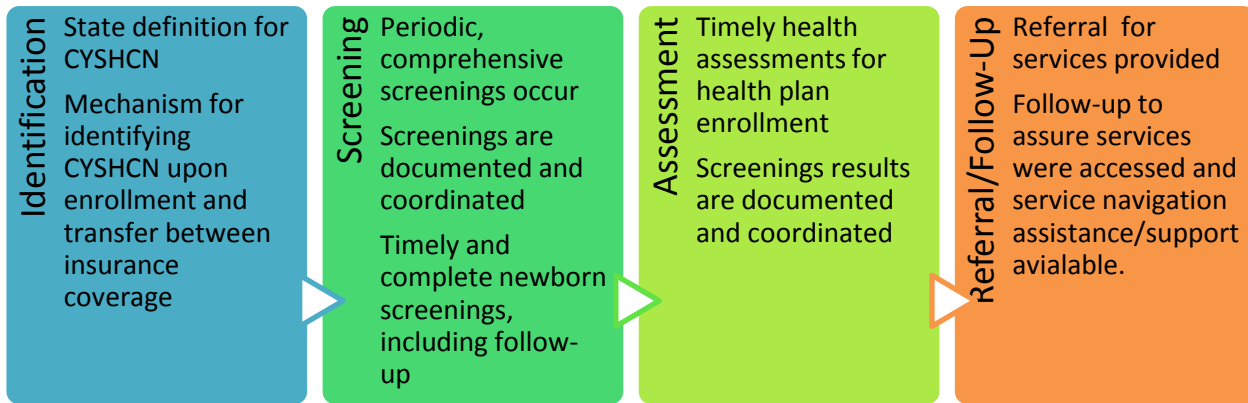 Identification
State definition for
CYSHCN
Mechanism for
identifying
CYSHCN upon
enrollment and
transfer between
insurance
coverage
Screening
Periodic,
comprehensive
screenings occur
Screenings are
documented and
coordinated
Timely and
complete newborn
screenings,
including follow-
up
Assessment
Timely health
assessments for
health plan
enrollment
Screenings results
are documented
and coordinated
Referral/Follow-Up
Referral for
services provided
Follow-up to
assure services
were accessed and
service navigation
assistance/support
avialable.